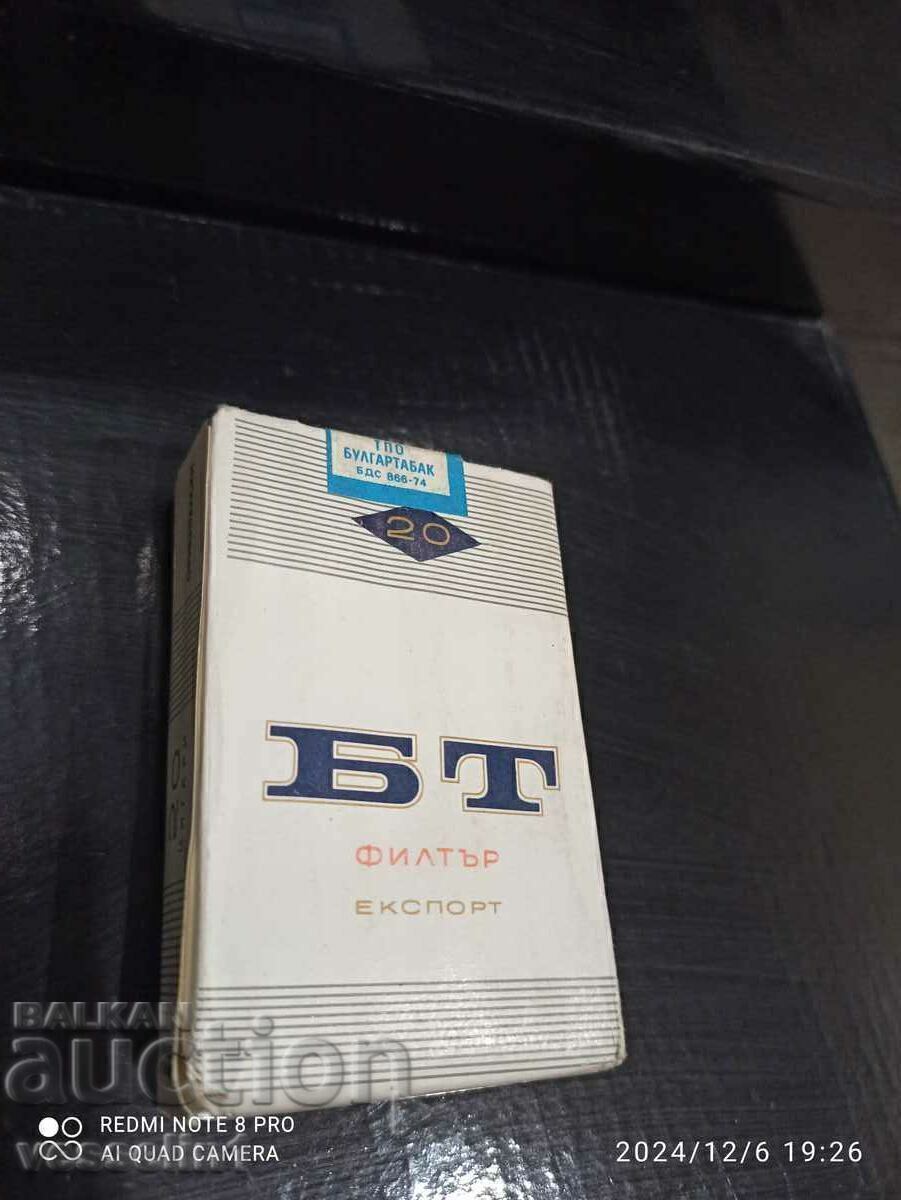 ТПО
БУЛГАРТАБАК
БДС 866-74
20
БТ
ФИЛТЪР
ЕКСПОРТ
BALKAN
auction
REDMI NOTE 8 PRO
AI QUAD CAMERA
2024/12/6 19:26